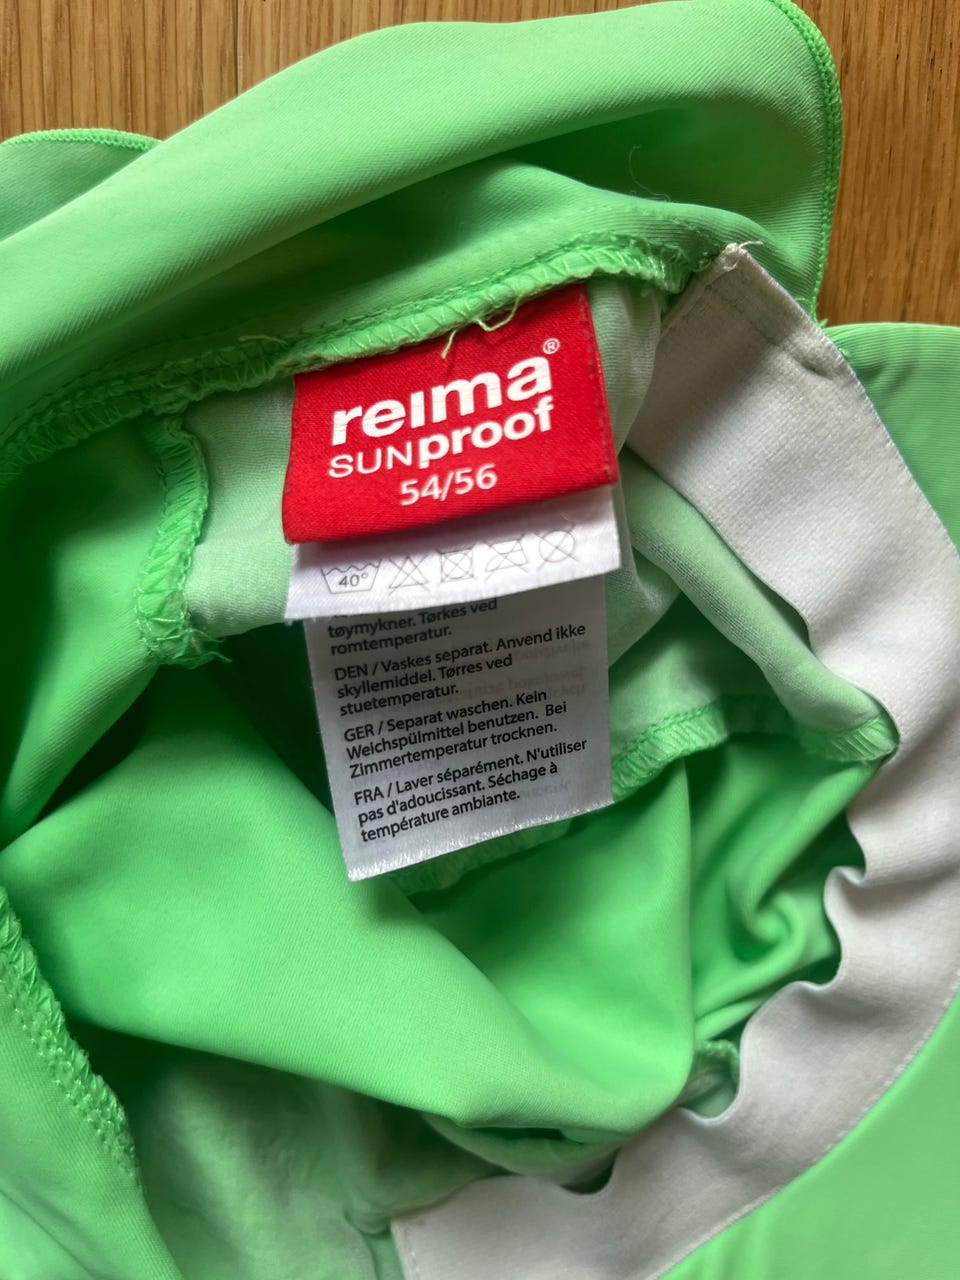 reima®
SUNproof
54/56
40°
tøymykner. Tørkes ved
romtemperatur.
DEN / Vaskes separat. Anvend ikke
skyllemiddel. Tørres ved
stuetemperatur.
GER / Separat waschen. Kein
Weichspülmittel benutzen. Bei
Zimmertemperatur trocknen.
FRA / Laver séparément. N'utiliser
pas d'adoucissant. Séchage à
température ambiante.